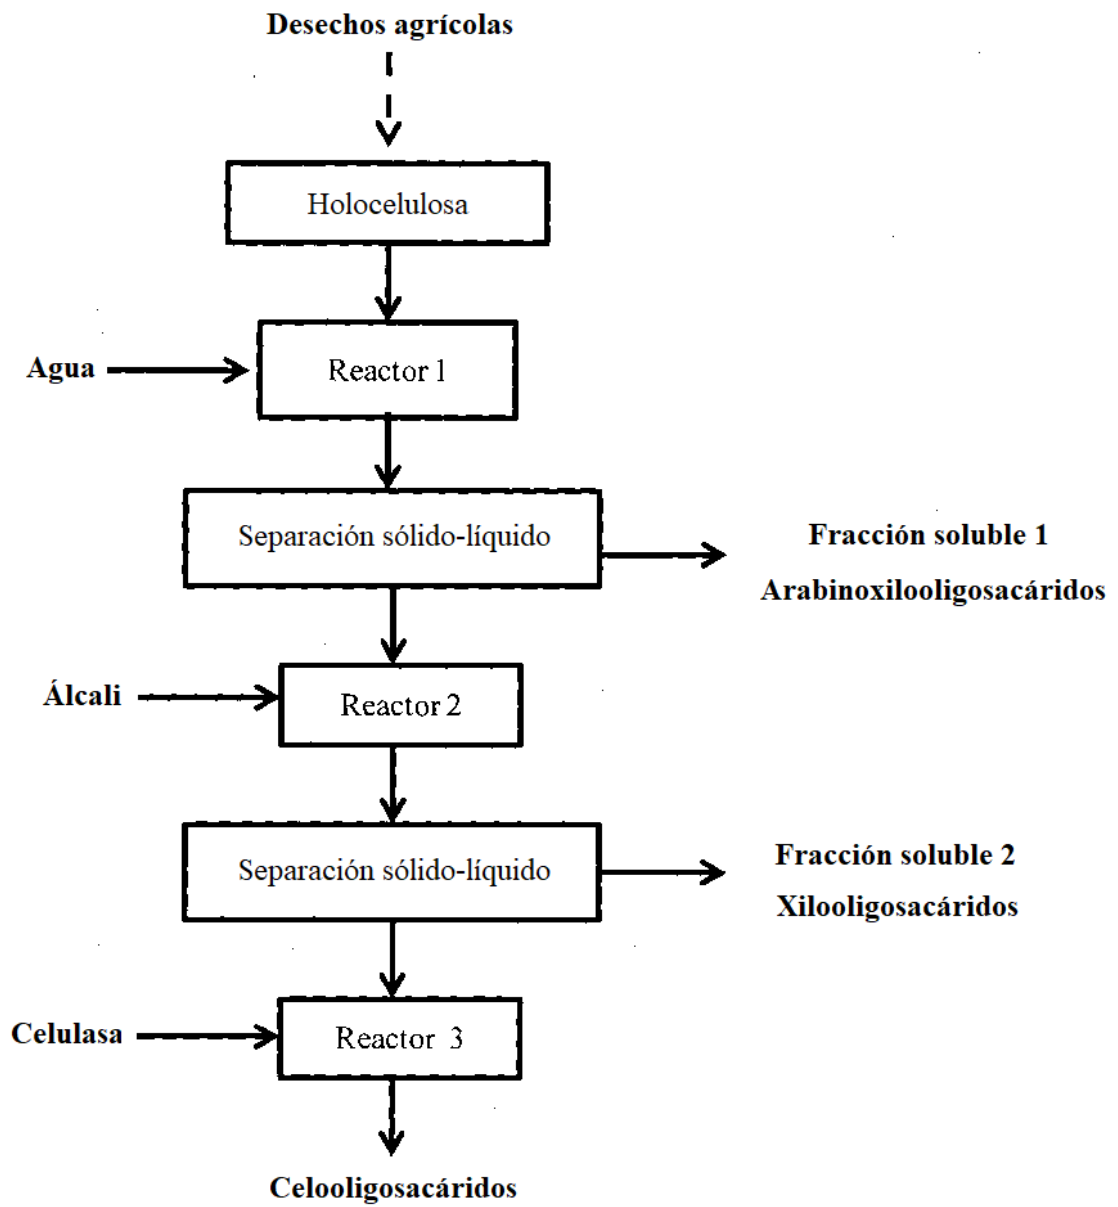 Desechos agrícolas
Holocelulosa
Agua
Reactor 1
Separación sólido-líquido
Fracción soluble 1
Arabinoxilooligosacáridos
Álcali
Reactor 2
Separación sólido-líquido
Fracción soluble 2
Xilooligosacáridos
Celulasa
Reactor 3
Celooligosacáridos